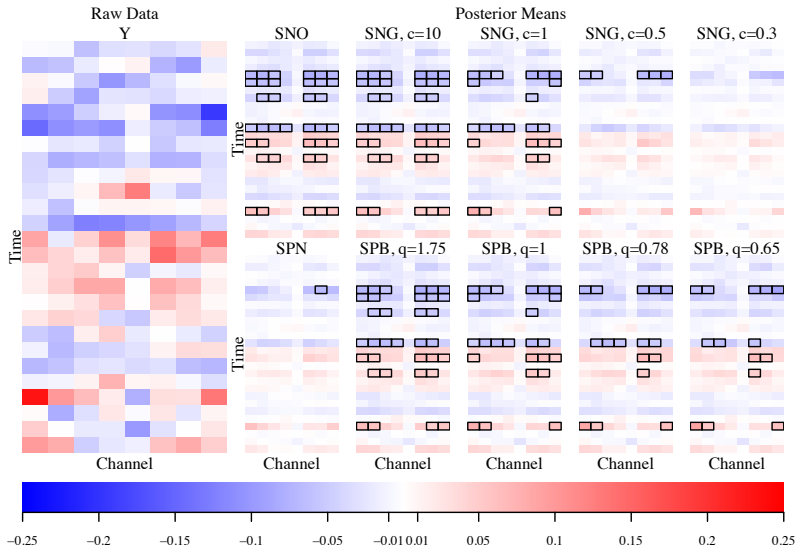 Raw Data
Posterior Means
Y
SNO
SNG, c=10
SNG, c=1
SNG, c=0.5
SNG, c=0.3
Time
Time
SPN
SPB, q=1.75
SPB, q=1
SPB, q=0.78
SPB, q=0.65
Time
Channel
Channel
Channel
Channel
Channel
Channel
−0.25
−0.2
−0.15
−0.1
−0.05
−0.01
0.01
0.05
0.1
0.15
0.2
0.25